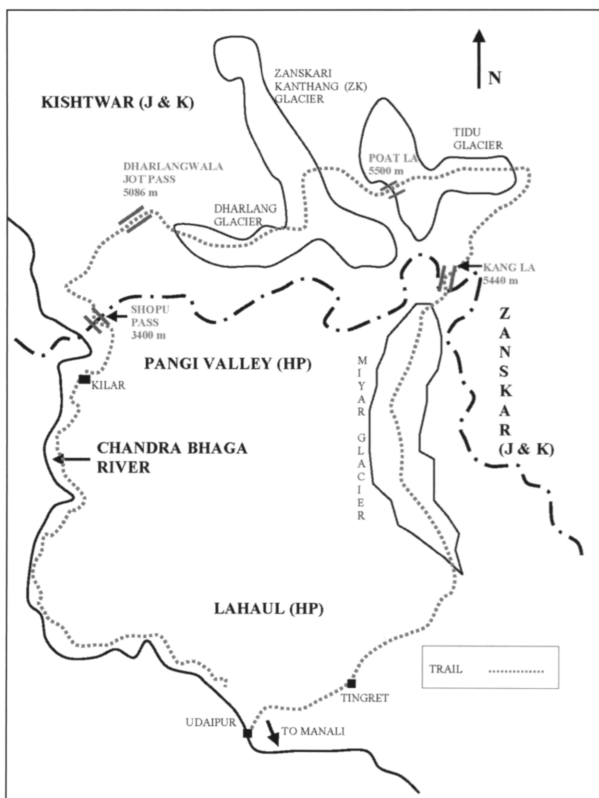 ZANSKARI
KANTHANG (ZK)
GLACIER
N
KISHTWAR (J & K)
TIDU
GLACIER
POAT LA
5500 m
DHARLANGWALA
JOT PASS
5086 m
DHARLANG
GLACIER
KANG LA
5440 m
SHOPU
PASS
3400 m
ZANSKAR
(J & K)
PANGI VALLEY (HP)
MIYAR GLACIER
KILAR
CHANDRA BHAGA
RIVER
LAHAUL (HP)
TRAIL
TINGRET
UDAIPUR
TO MANALI